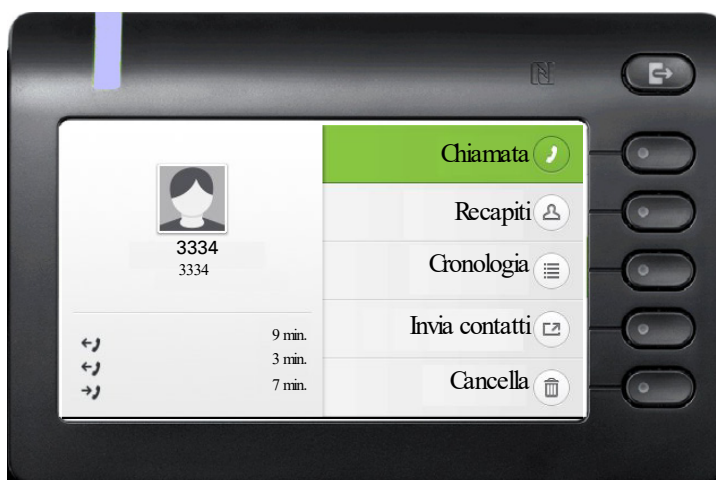 3334
3334
9 min.
3 min.
7 min.
Chiamata
Recapiti
Cronologia
Invia contatti
Cancella